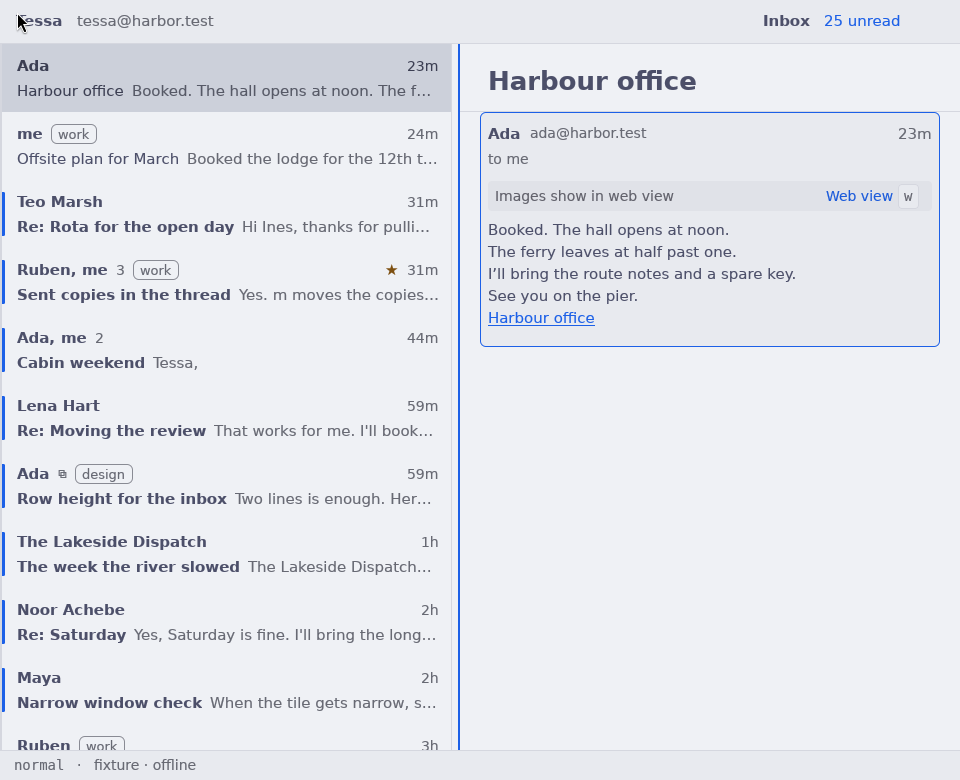 Tessa tessa@harbor.test Inbox 25 unread
Ada 23m
Harbour office Booked. The hall opens at noon. The f…
me work 24m
Offsite plan for March Booked the lodge for the 12th t…
Teo Marsh 31m
Re: Rota for the open day Hi Ines, thanks for pulli…
Ruben, me 3 work ★ 31m
Sent copies in the thread Yes. m moves the copies…
Ada, me 2 44m
Cabin weekend Tessa,
Lena Hart 59m
Re: Moving the review That works for me. I'll book…
Ada design 59m
Row height for the inbox Two lines is enough. Her…
The Lakeside Dispatch 1h
The week the river slowed The Lakeside Dispatch…
Noor Achebe 2h
Re: Saturday Yes, Saturday is fine. I'll bring the long…
Maya 2h
Narrow window check When the tile gets narrow, s…
Ruben work 3h
Harbour office
Ada ada@harbor.test 23m
to me
Images show in web view Web view w
Booked. The hall opens at noon.
The ferry leaves at half past one.
I’ll bring the route notes and a spare key.
See you on the pier.
Harbour office
normal · fixture · offline